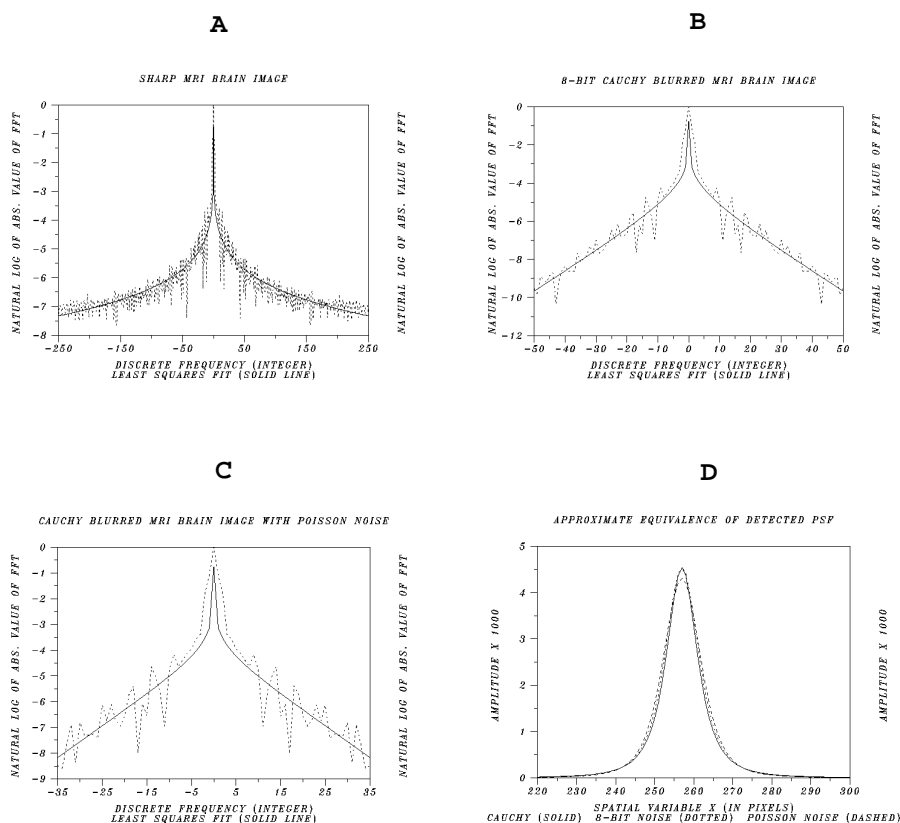 A
SHARP MRI BRAIN IMAGE
NATURAL LOG OF ABS. VALUE OF FFT
0
-1
-2
-3
-4
-5
-6
-7
-8
-250
-150
-50
50
150
250
NATURAL LOG OF ABS. VALUE OF FFT
DISCRETE FREQUENCY (INTEGER)
LEAST SQUARES FIT (SOLID LINE)
B
8-BIT CAUCHY BLURRED MRI BRAIN IMAGE
NATURAL LOG OF ABS. VALUE OF FFT
0
-2
-4
-6
-8
-10
-12
-50
-40
-30
-20
-10
0
10
20
30
40
50
NATURAL LOG OF ABS. VALUE OF FFT
DISCRETE FREQUENCY (INTEGER)
LEAST SQUARES FIT (SOLID LINE)
C
CAUCHY BLURRED MRI BRAIN IMAGE WITH POISSON NOISE
NATURAL LOG OF ABS. VALUE OF FFT
0
-1
-2
-3
-4
-5
-6
-7
-8
-9
-35
-25
-15
-5
5
15
25
35
NATURAL LOG OF ABS. VALUE OF FFT
DISCRETE FREQUENCY (INTEGER)
LEAST SQUARES FIT (SOLID LINE)
D
APPROXIMATE EQUIVALENCE OF DETECTED PSF
AMPLITUDE X 1000
5
4
3
2
1
0
220
230
240
250
260
270
280
290
300
AMPLITUDE X 1000
SPATIAL VARIABLE X (IN PIXELS)
CAUCHY (SOLID) 8-BIT NOISE (DOTTED) POISSON NOISE (DASHED)